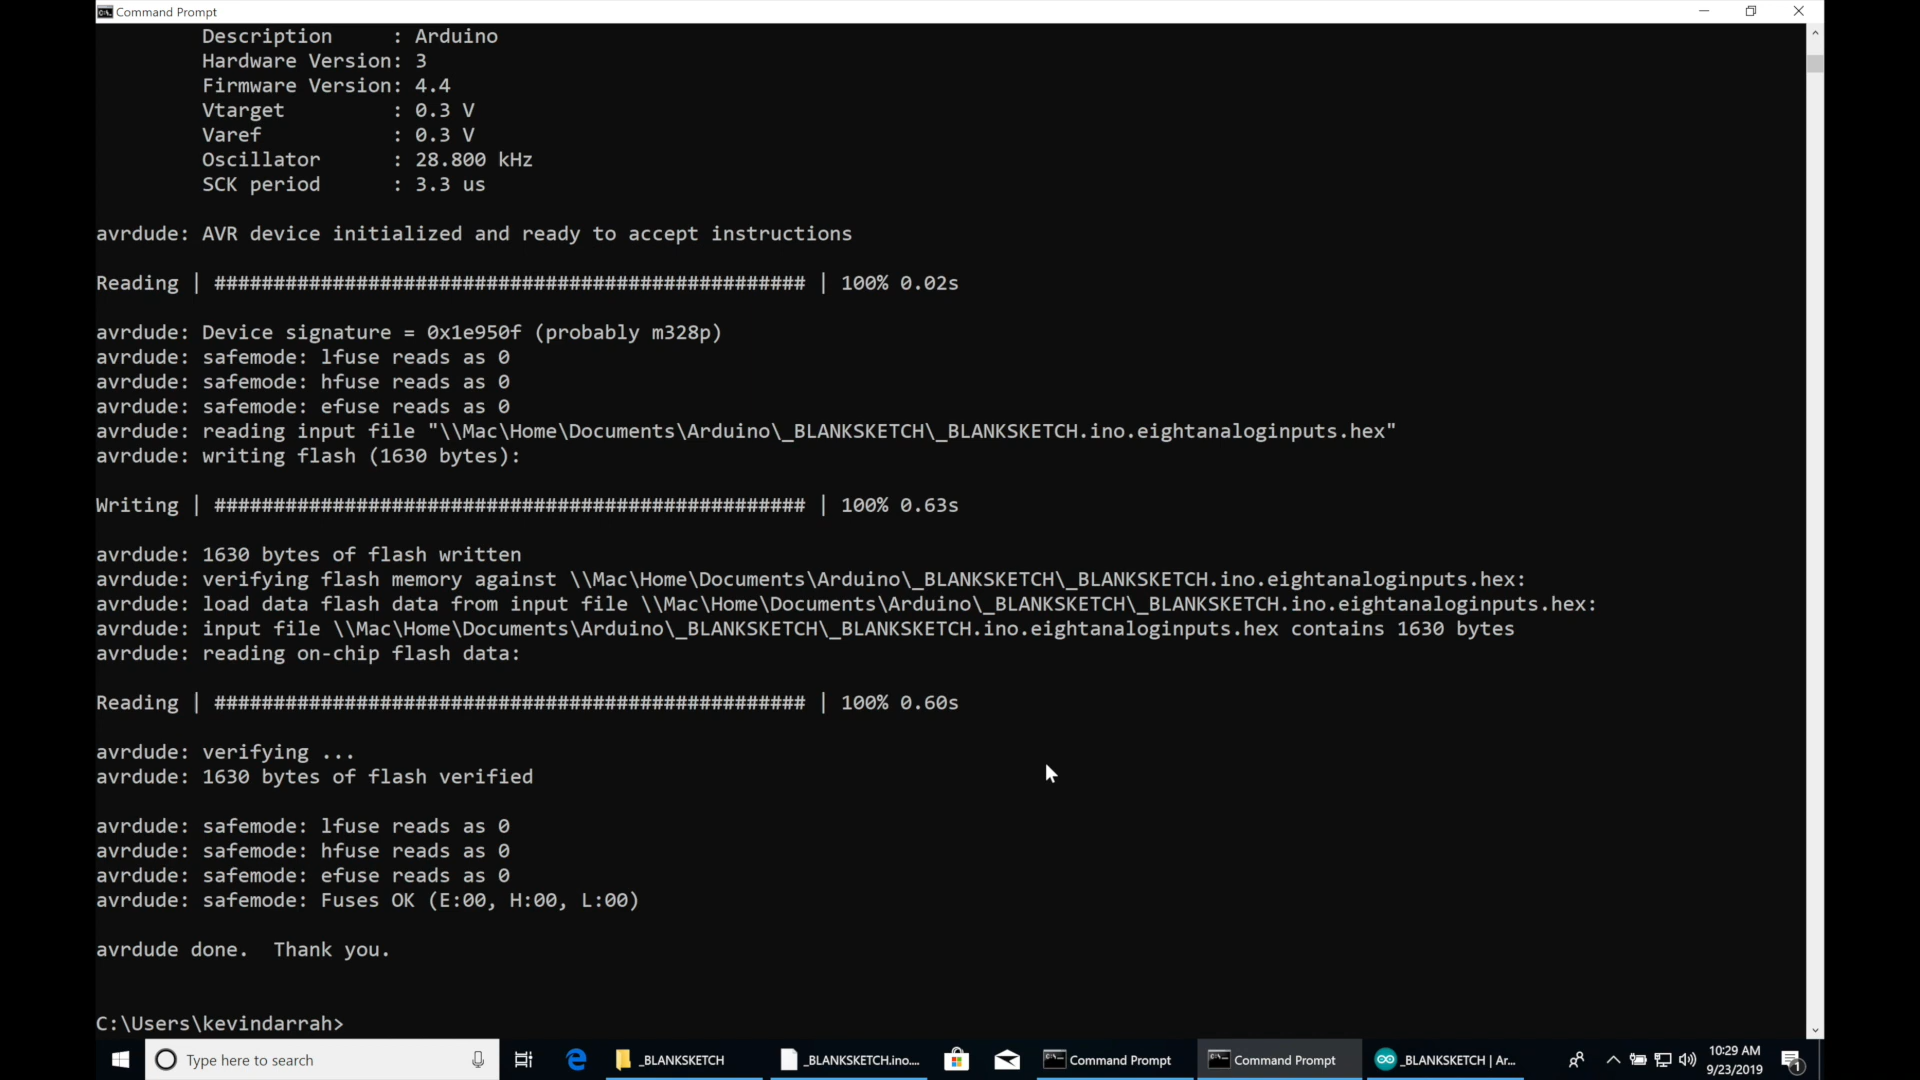 Command Prompt
Description     : Arduino
Hardware Version: 3
Firmware Version: 4.4
Vtarget         : 0.3 V
Varef           : 0.3 V
Oscillator      : 28.800 kHz
SCK period      : 3.3 us
avrdude: AVR device initialized and ready to accept instructions
Reading | ################################################## | 100% 0.02s
avrdude: Device signature = 0x1e950f (probably m328p)
avrdude: safemode: lfuse reads as 0
avrdude: safemode: hfuse reads as 0
avrdude: safemode: efuse reads as 0
avrdude: reading input file "\\Mac\Home\Documents\Arduino\_BLANKSKETCH\_BLANKSKETCH.ino.eightanaloginputs.hex"
avrdude: writing flash (1630 bytes):
Writing | ################################################## | 100% 0.63s
avrdude: 1630 bytes of flash written
avrdude: verifying flash memory against \\Mac\Home\Documents\Arduino\_BLANKSKETCH\_BLANKSKETCH.ino.eightanaloginputs.hex:
avrdude: load data flash data from input file \\Mac\Home\Documents\Arduino\_BLANKSKETCH\_BLANKSKETCH.ino.eightanaloginputs.hex:
avrdude: input file \\Mac\Home\Documents\Arduino\_BLANKSKETCH\_BLANKSKETCH.ino.eightanaloginputs.hex contains 1630 bytes
avrdude: reading on-chip flash data:
Reading | ################################################## | 100% 0.60s
avrdude: verifying ...
avrdude: 1630 bytes of flash verified
avrdude: safemode: lfuse reads as 0
avrdude: safemode: hfuse reads as 0
avrdude: safemode: efuse reads as 0
avrdude: safemode: Fuses OK (E:00, H:00, L:00)
avrdude done.  Thank you.
C:\Users\kevindarrah>
Type here to search
_BLANKSKETCH
_BLANKSKETCH.ino....
Command Prompt
Command Prompt
_BLANKSKETCH | Ar...
10:29 AM
9/23/2019
1